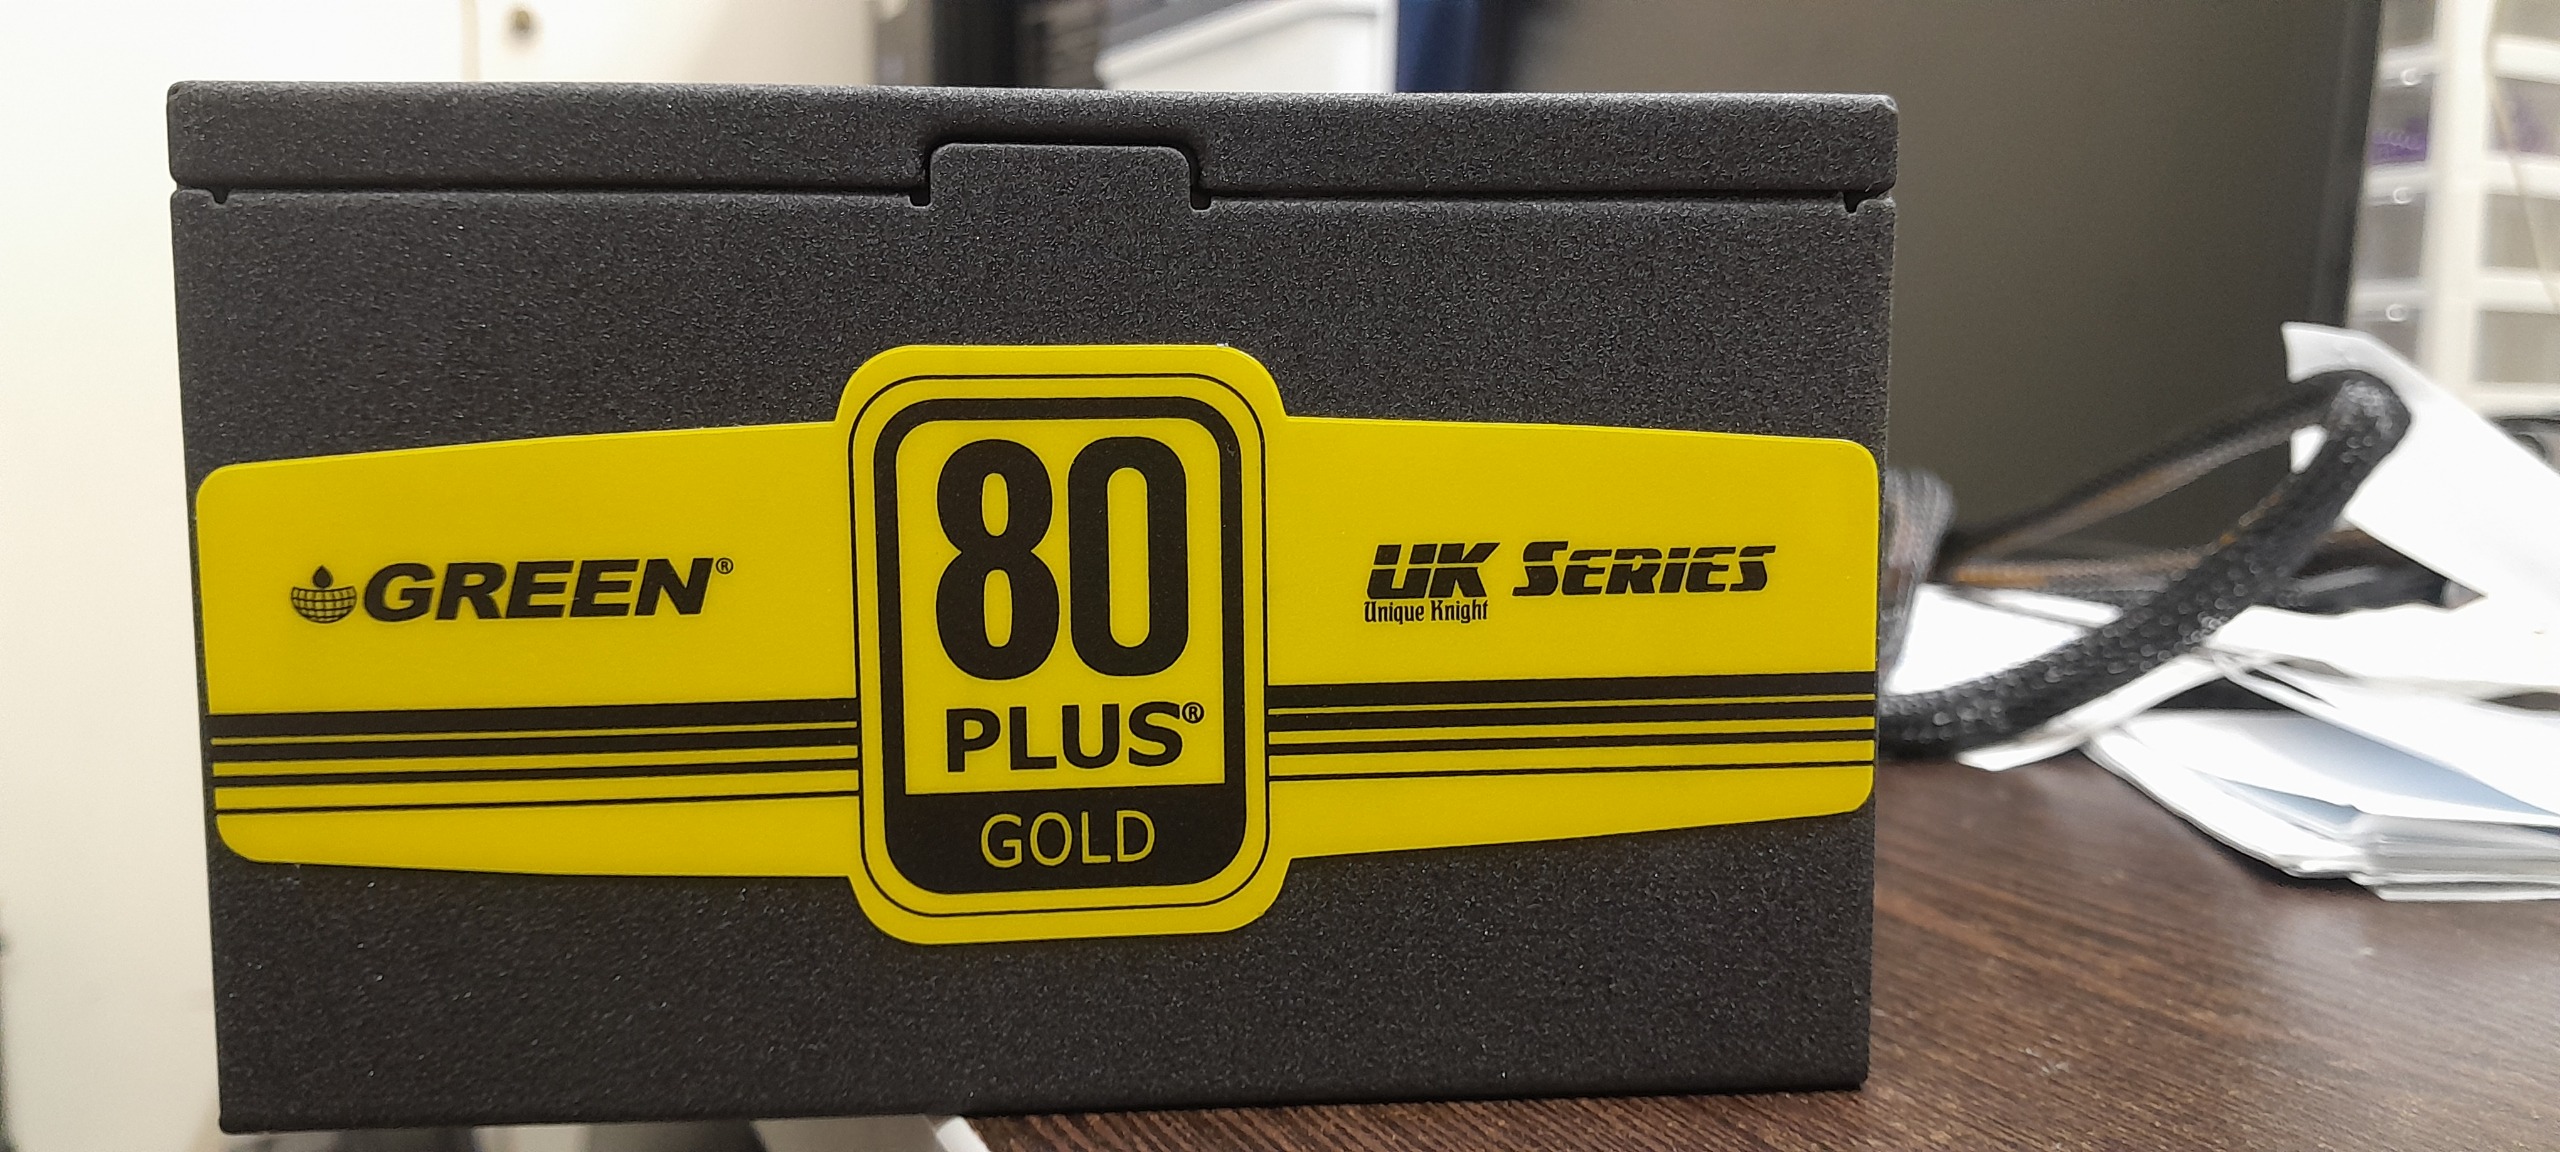 GREEN®
80
PLUS®
GOLD
UK SERIES
Unique Knight